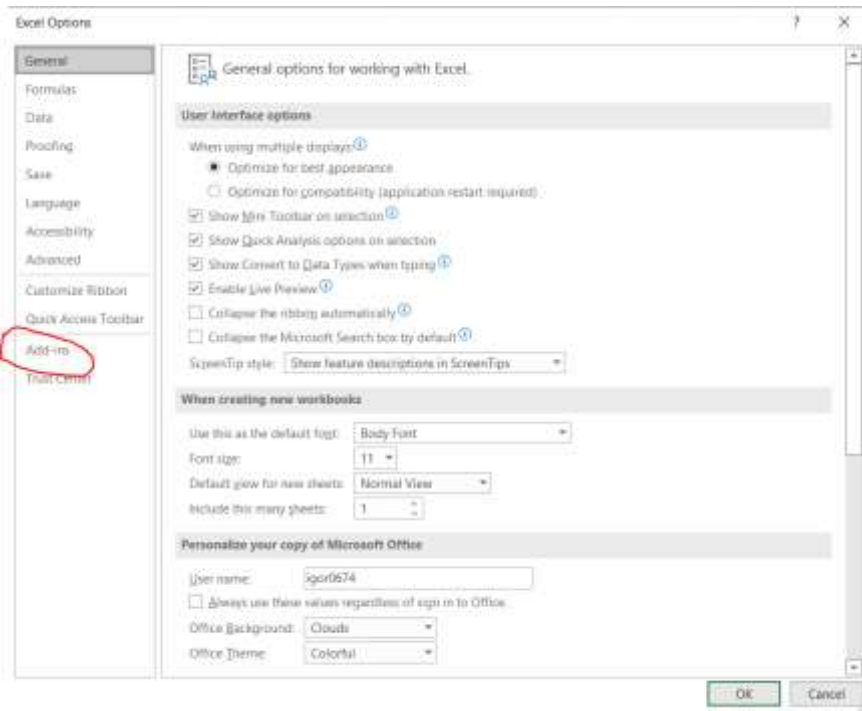 Excel Options ? ×
General
Formulas
Data
Proofing
Save
Language
Accessibility
Advanced
Customize Ribbon
Quick Access Toolbar
Add-ins
Trust Center
General options for working with Excel.
User Interface options
When using multiple displays:
Optimize for best appearance
Optimize for compatibility (application restart required)
Show Mini Toolbar on selection
Show Quick Analysis options on selection
Show Convert to Data Types when typing
Enable Live Preview
Collapse the ribbon automatically
Collapse the Microsoft Search box by default
ScreenTip style: Show feature descriptions in ScreenTips
When creating new workbooks
Use this as the default font: Body Font
Font size: 11
Default view for new sheets: Normal View
Include this many sheets: 1
Personalize your copy of Microsoft Office
User name: igor0674
Always use these values regardless of sign in to Office.
Office Background: Clouds
Office Theme: Colorful
OK Cancel